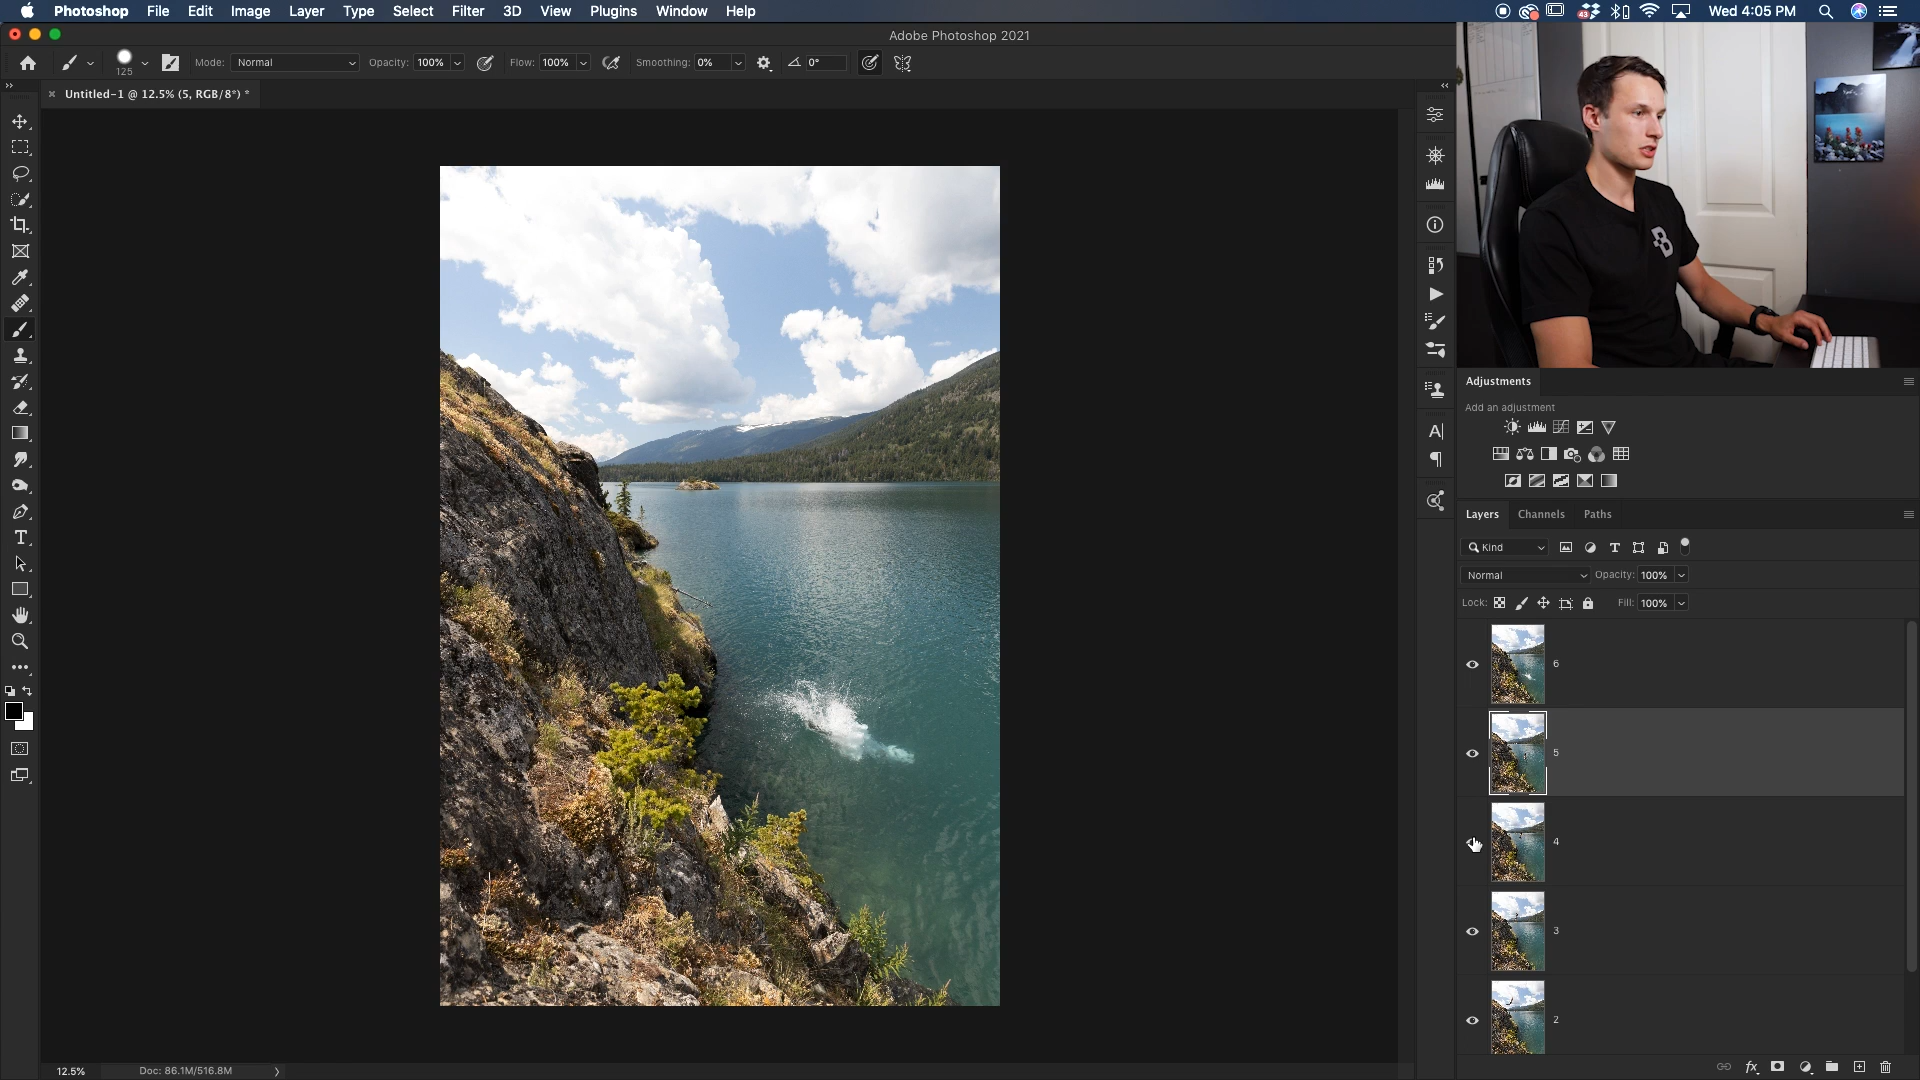 Photoshop File Edit Image Layer Type Select Filter 3D View Plugins Window Help
43
Wed 4:05 PM
Adobe Photoshop 2021
125
Mode: Normal
Opacity: 100%
Flow: 100%
Smoothing: 0%
0°
Untitled-1 @ 12.5% (5, RGB/8*) *
B
Adjustments
Add an adjustment
Layers Channels Paths
Kind
Normal
Opacity: 100%
Lock:
Fill: 100%
6
5
4
3
2
fx
12.5%
Doc: 86.1M/516.8M